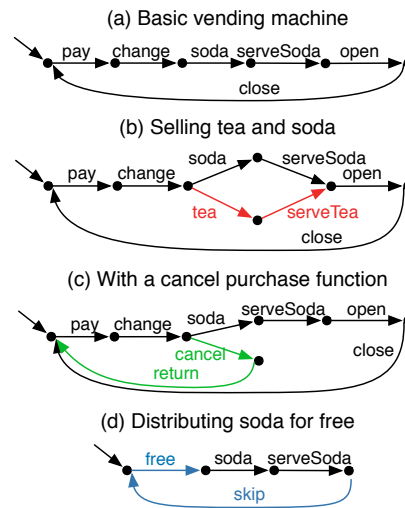 (a) Basic vending machine
pay change soda serveSoda open
close
(b) Selling tea and soda
soda serveSoda
pay change open
tea serveTea
close
(c) With a cancel purchase function
serveSoda open
pay change soda
cancel close
return
(d) Distributing soda for free
free soda serveSoda
skip